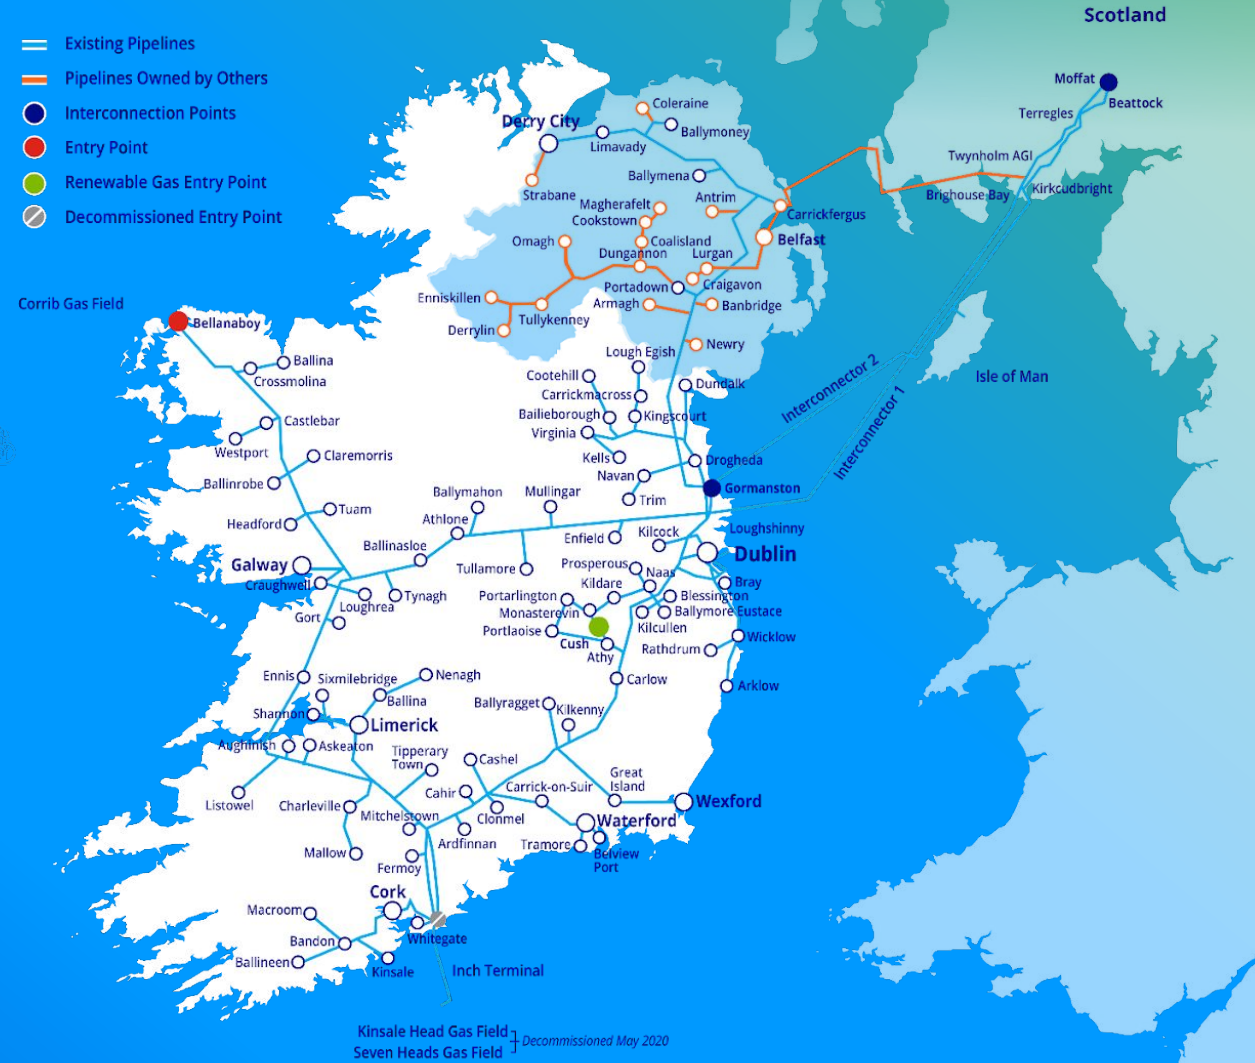 Scotland
Existing Pipelines
Pipelines Owned by Others
Interconnection Points
Entry Point
Renewable Gas Entry Point
Decommissioned Entry Point
Moffat
Beattock
Terregles
Twynholm AGI
Brighouse Bay
Kirkcudbright
Coleraine
Derry City
Ballymoney
Limavady
Ballymena
Strabane
Antrim
Magherafelt
Cookstown
Carrickfergus
Omagh
Coalisland
Belfast
Dungannon
Lurgan
Portadown
Craigavon
Enniskillen
Armagh
Banbridge
Tullykenney
Derrylin
Newry
Corrib Gas Field
Bellanaboy
Lough Egish
Ballina
Crossmolina
Cootehill
Dundalk
Carrickmacross
Isle of Man
Interconnector 2
Interconnector 1
Castlebar
Bailieborough
Kingscourt
Virginia
Westport
Claremorris
Kells
Drogheda
Navan
Ballinrobe
Gormanston
Ballymahon
Mullingar
Trim
Tuam
Headford
Athlone
Loughshinny
Enfield
Kilcock
Ballinasloe
Dublin
Galway
Tullamore
Prosperous
Naas
Craughwell
Kildare
Bray
Loughrea
Tynagh
Portarlington
Blessington
Monasterevin
Ballymore Eustace
Gort
Kilcullen
Portlaoise
Cush
Wicklow
Athy
Rathdrum
Ennis
Sixmilebridge
Nenagh
Carlow
Arklow
Ballina
Ballyragget
Kilkenny
Shannon
Limerick
Aughinish
Askeaton
Tipperary
Town
Cashel
Great
Island
Listowel
Cahir
Carrick-on-Suir
Wexford
Charleville
Mitchelstown
Clonmel
Waterford
Ardfinnan
Tramore
Mallow
Belview
Port
Fermoy
Cork
Macroom
Whitegate
Bandon
Ballineen
Kinsale
Inch Terminal
Kinsale Head Gas Field
Seven Heads Gas Field
Decommissioned May 2020